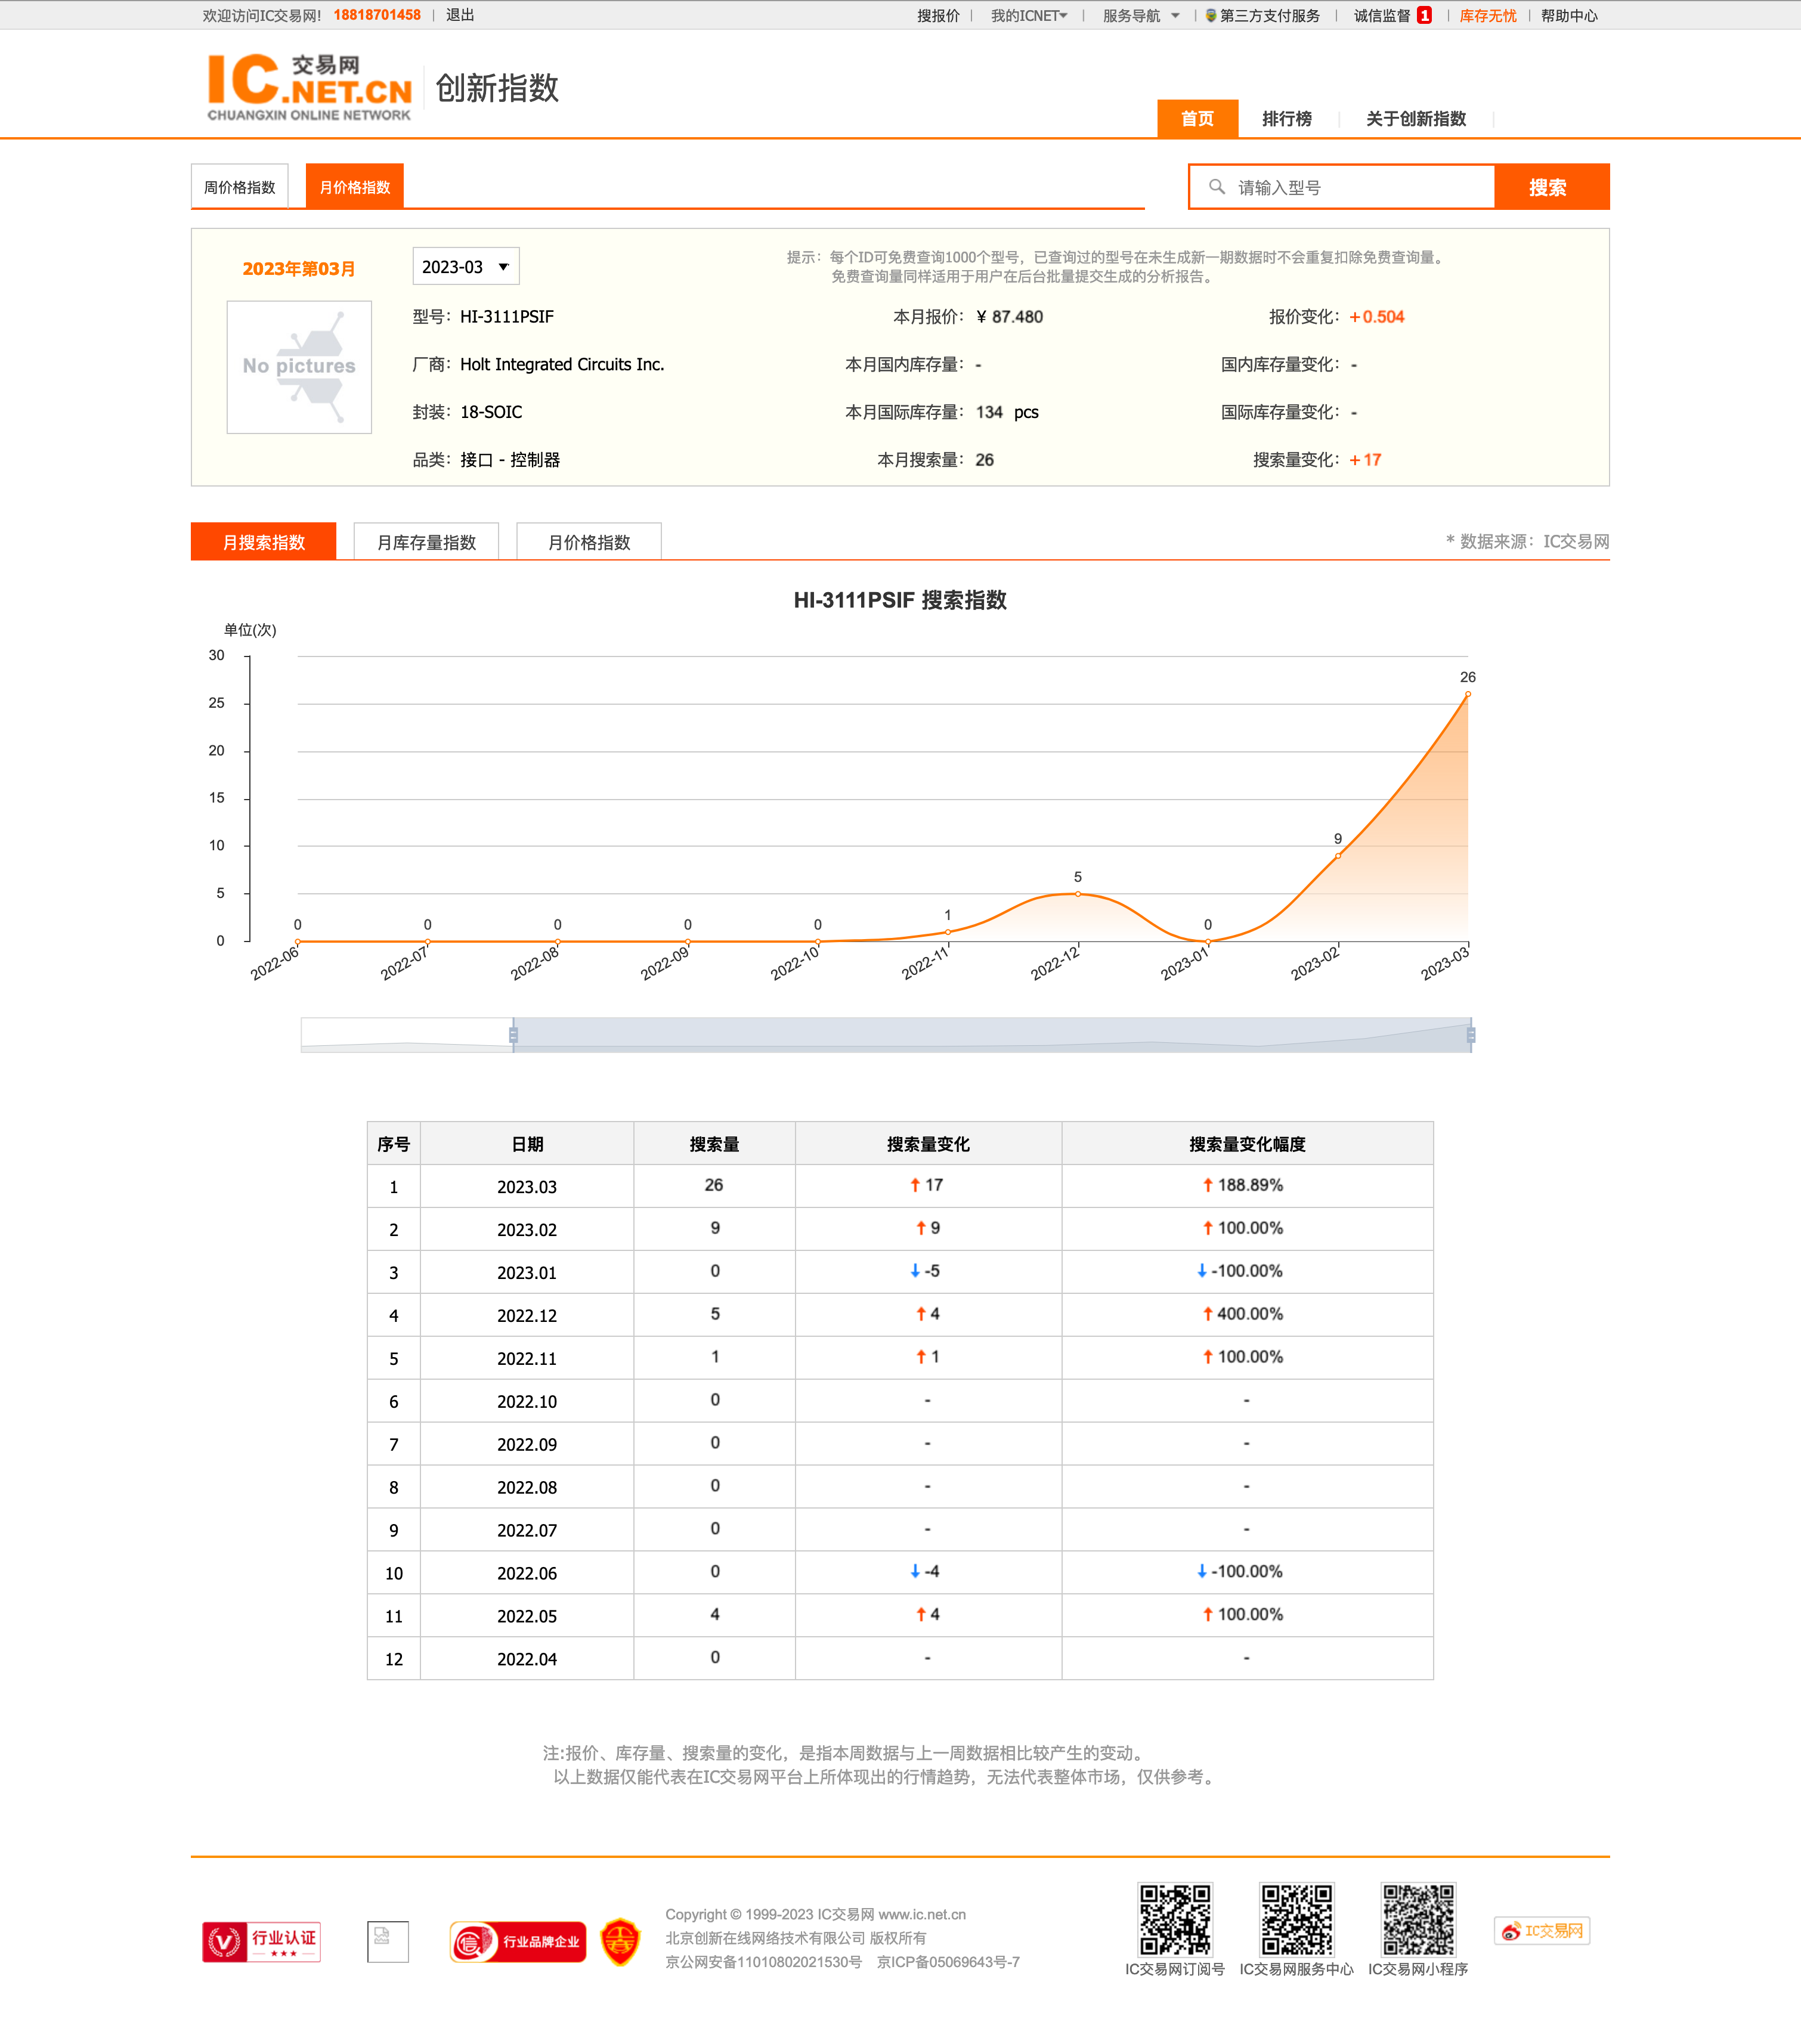 欢迎访问IC交易网! 18818701458 | 退出 搜报价 | 我的ICNET | 服务导航 | 第三方支付服务 | 诚信监督 1 | 库存无忧 | 帮助中心
IC 交易网 .NET.CN
CHUANGXIN ONLINE NETWORK
创新指数
首页 排行榜 关于创新指数
周价格指数 月价格指数 请输入型号 搜索
2023年第03月 2023-03
提示：每个ID可免费查询1000个型号，已查询过的型号在未生成新一期数据时不会重复扣除免费查询量。
免费查询量同样适用于用户在后台批量提交生成的分析报告。
No pictures
型号：HI-3111PSIF 本月报价：¥ 87.480 报价变化：+0.504
厂商：Holt Integrated Circuits Inc. 本月国内库存量：- 国内库存量变化：-
封装：18-SOIC 本月国际库存量：134 pcs 国际库存量变化：-
品类：接口 - 控制器 本月搜索量：26 搜索量变化：+17
月搜索指数 月库存量指数 月价格指数 * 数据来源：IC交易网
HI-3111PSIF 搜索指数
单位(次)
30
26
25
20
15
10
9
5
5
1
0 0 0 0 0 0 0
2022-06 2022-07 2022-08 2022-09 2022-10 2022-11 2022-12 2023-01 2023-02 2023-03
序号 日期 搜索量 搜索量变化 搜索量变化幅度
1 2023.03 26 ↑ 17 ↑ 188.89%
2 2023.02 9 ↑ 9 ↑ 100.00%
3 2023.01 0 ↓ -5 ↓ -100.00%
4 2022.12 5 ↑ 4 ↑ 400.00%
5 2022.11 1 ↑ 1 ↑ 100.00%
6 2022.10 0 - -
7 2022.09 0 - -
8 2022.08 0 - -
9 2022.07 0 - -
10 2022.06 0 ↓ -4 ↓ -100.00%
11 2022.05 4 ↑ 4 ↑ 100.00%
12 2022.04 0 - -
注:报价、库存量、搜索量的变化，是指本周数据与上一周数据相比较产生的变动。
以上数据仅能代表在IC交易网平台上所体现出的行情趋势，无法代表整体市场，仅供参考。
V 行业认证
信 行业品牌企业
Copyright © 1999-2023 IC交易网 www.ic.net.cn
北京创新在线网络技术有限公司 版权所有
京公网安备11010802021530号 京ICP备05069643号-7
IC交易网订阅号 IC交易网服务中心 IC交易网小程序
IC交易网